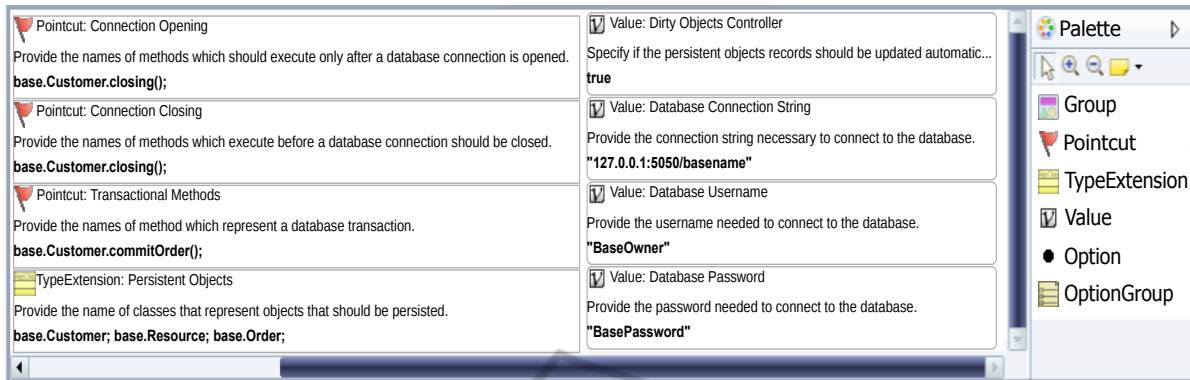 Pointcut: Connection Opening
Provide the names of methods which should execute only after a database connection is opened.
base.Customer.closing();
Pointcut: Connection Closing
Provide the names of methods which execute before a database connection should be closed.
base.Customer.closing();
Pointcut: Transactional Methods
Provide the names of method which represent a database transaction.
base.Customer.commitOrder();
TypeExtension: Persistent Objects
Provide the name of classes that represent objects that should be persisted.
base.Customer; base.Resource; base.Order;
Value: Dirty Objects Controller
Specify if the persistent objects records should be updated automatic...
true
Value: Database Connection String
Provide the connection string necessary to connect to the database.
"127.0.0.1:5050/basename"
Value: Database Username
Provide the username needed to connect to the database.
"BaseOwner"
Value: Database Password
Provide the password needed to connect to the database.
"BasePassword"
Palette
Group
Pointcut
TypeExtension
Value
Option
OptionGroup